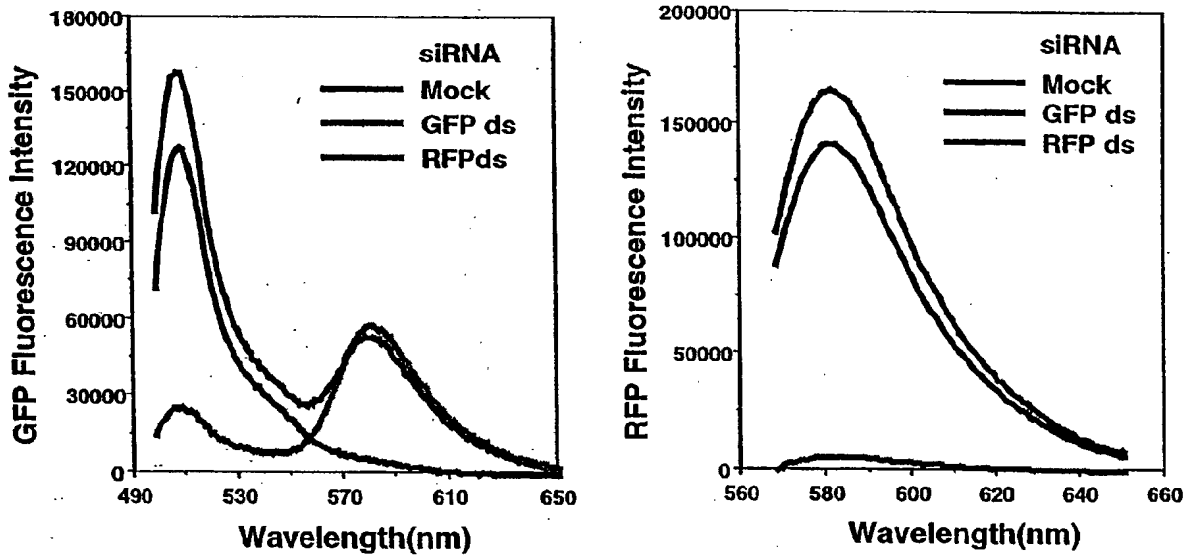 180000
150000
120000
90000
60000
30000
0
GFP Fluorescence Intensity
siRNA
Mock
GFP ds
RFPds
490
530
570
610
650
Wavelength(nm)
200000
150000
100000
50000
0
RFP Fluorescence Intensity
siRNA
Mock
GFP ds
RFP ds
560
580
600
620
640
660
Wavelength(nm)